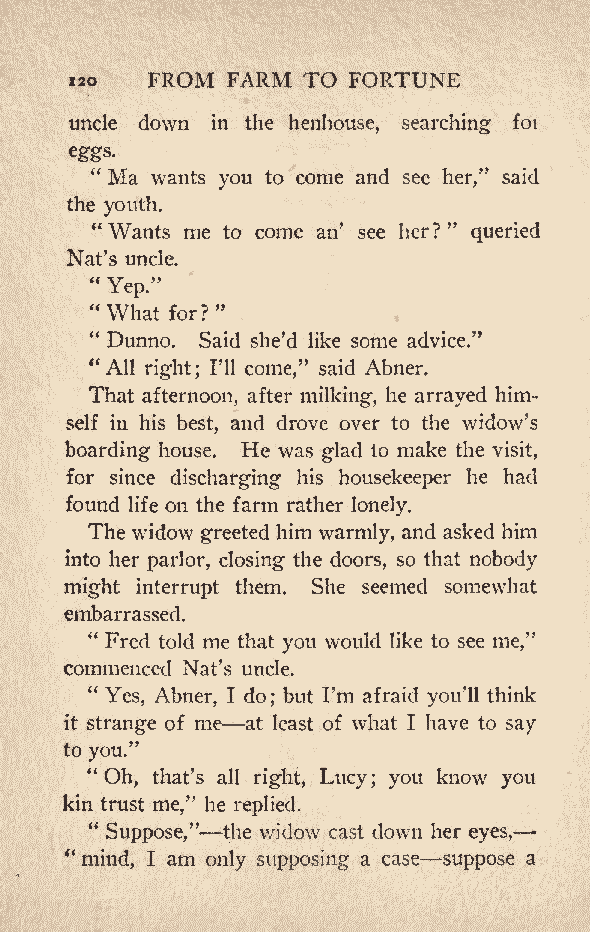 120 FROM FARM TO FORTUNE
uncle down in the henhouse, searching for
eggs.
“ Ma wants you to come and see her,” said
the youth.
“ Wants me to come an’ see her? ” queried
Nat’s uncle.
“ Yep.”
“ What for? ”
“ Dunno. Said she’d like some advice.”
“ All right; I’ll come,” said Abner.
That afternoon, after milking, he arrayed him-
self in his best, and drove over to the widow’s
boarding house. He was glad to make the visit,
for since discharging his housekeeper he had
found life on the farm rather lonely.
The widow greeted him warmly, and asked him
into her parlor, closing the doors, so that nobody
might interrupt them. She seemed somewhat
embarrassed.
“ Fred told me that you would like to see me,”
commenced Nat’s uncle.
“ Yes, Abner, I do; but I’m afraid you’ll think
it strange of me—at least of what I have to say
to you.”
“ Oh, that’s all right, Lucy; you know you
kin trust me,” he replied.
“ Suppose,”—the widow cast down her eyes,—
“ mind, I am only supposing a case—suppose a